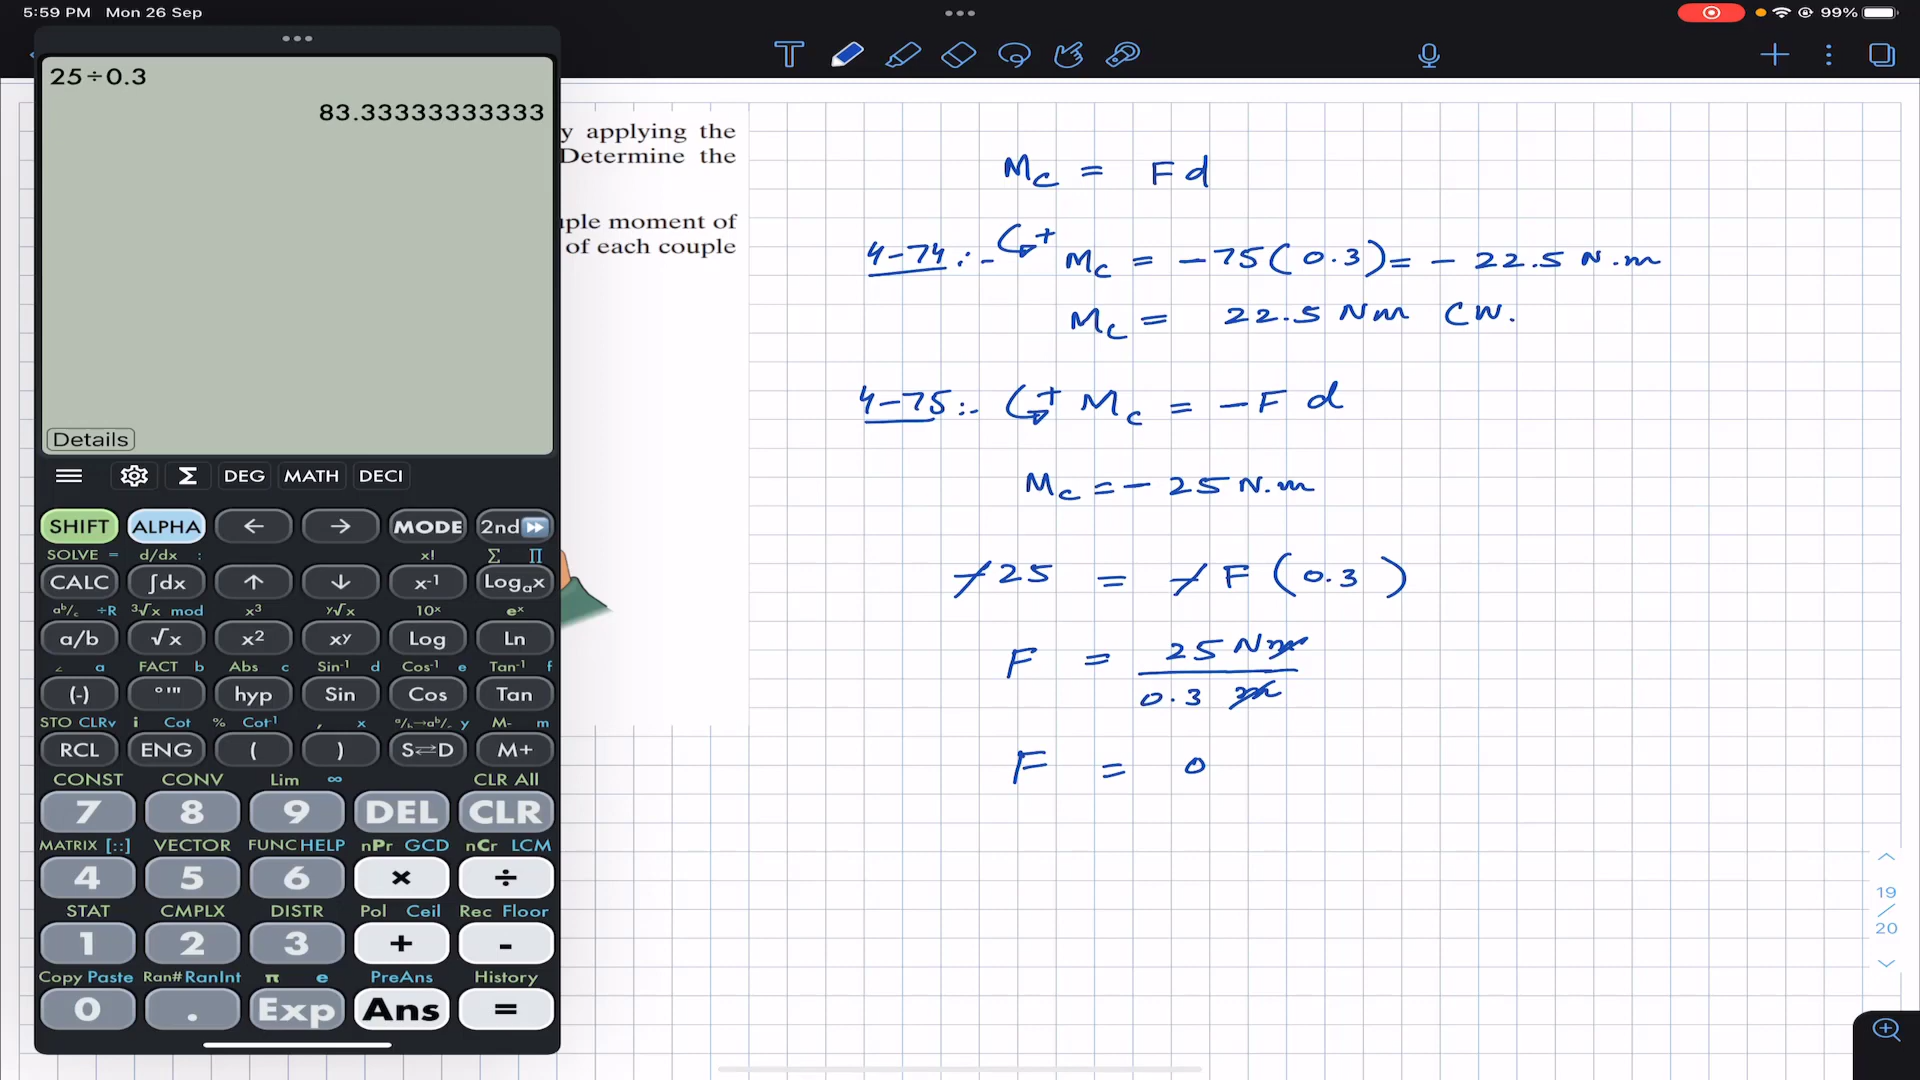 5:59 PM Mon 26 Sep
99%
25÷0.3
83.33333333333
Details
y applying the
Determine the
ple moment of
of each couple
DEG MATH DECI
SHIFT ALPHA ← → MODE 2nd
SOLVE = d/dx : x! Σ Π
CALC ∫dx ↑ ↓ x-1 Logax
ab/c ÷R 3√x mod x3 y√x 10x ex
a/b √x x2 xy Log Ln
∠ a FACT b Abs c Sin-1 d Cos-1 e Tan-1 f
(-) °'" hyp Sin Cos Tan
STO CLRv i Cot % Cot-1 , x a/b→ab/c y M- m
RCL ENG ( ) S⇄D M+
CONST CONV Lim ∞ CLR All
7 8 9 DEL CLR
MATRIX [::] VECTOR FUNC HELP nPr GCD nCr LCM
4 5 6 × ÷
STAT CMPLX DISTR Pol Ceil Rec Floor
1 2 3 + -
Copy Paste Ran# RanInt π e PreAns History
0 . Exp Ans =
Mc = Fd
4-74:- + Mc = -75(0.3) = -22.5 N.m
Mc = 22.5 Nm CW.
4-75:- + Mc = -F d
Mc = -25 N.m
-25 = -F (0.3)
F = 25 Nm
0.3 m
F = 0
19
/
20